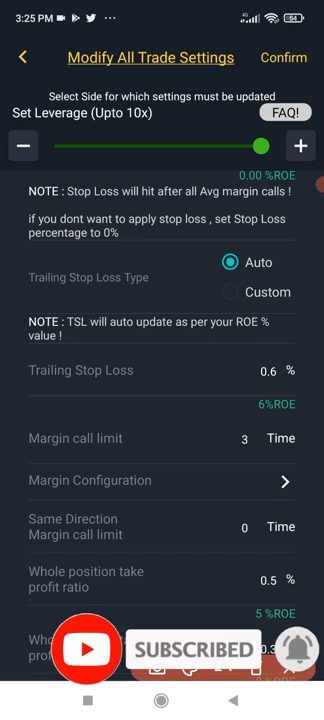 3:25 PM
54
Modify All Trade Settings
Confirm
Select Side for which settings must be updated
Set Leverage (Upto 10x)
FAQ!
0.00 %ROE
NOTE : Stop Loss will hit after all Avg margin calls !
if you dont want to apply stop loss , set Stop Loss
percentage to 0%
Trailing Stop Loss Type
Auto
Custom
NOTE : TSL will auto update as per your ROE %
value !
Trailing Stop Loss
0.6 %
6%ROE
Margin call limit
3 Time
Margin Configuration
Same Direction
Margin call limit
0 Time
Whole position take
profit ratio
0.5 %
5 %ROE
SUBSCRIBED